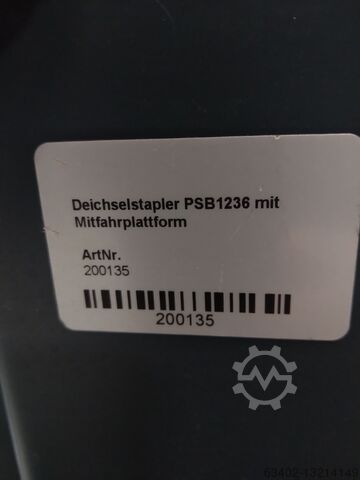 Deichselstapler PSB1236 mit
Mitfahrplattform
ArtNr.
200135
200135
63402-13214149